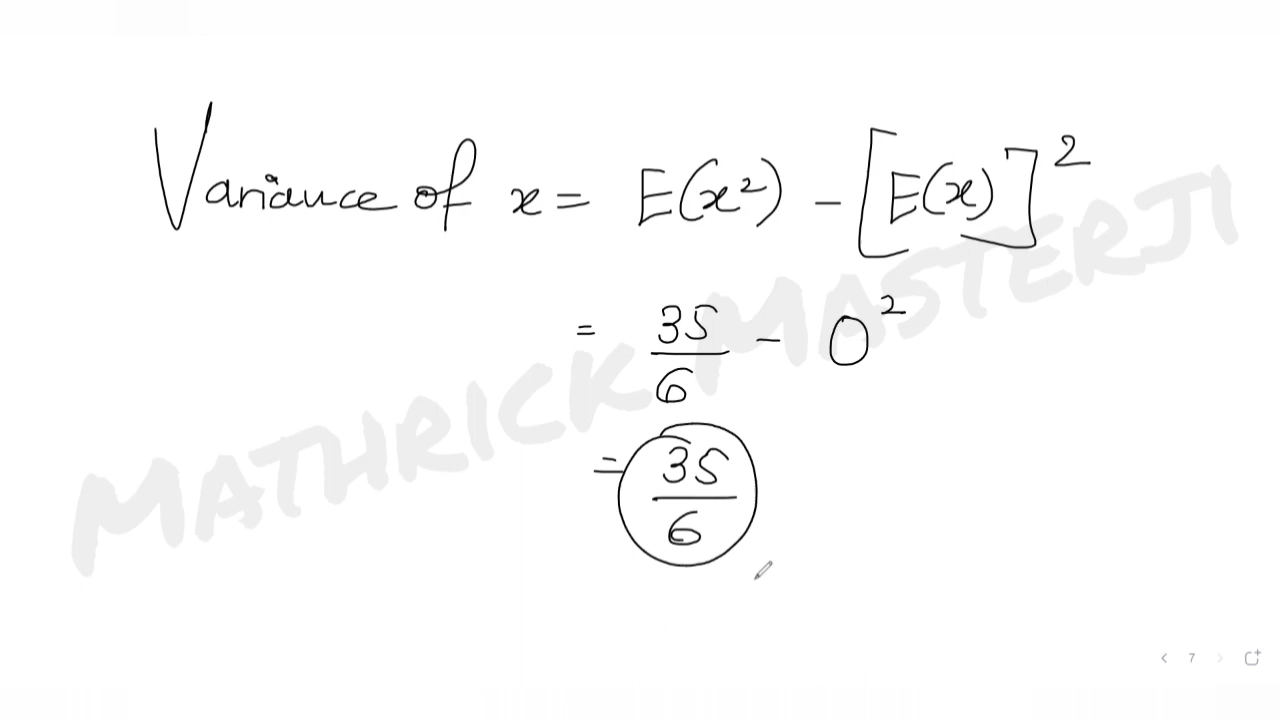 Variance of x = E(x²) - [E(x)]²
= 35/6 - 0²
= 35/6
MATHRICK MASTERJI
< 7 >